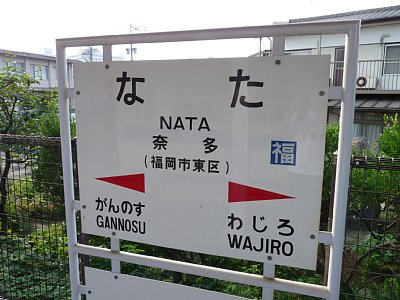 なた
NATA
奈多
(福岡市東区)
福
がんのす
GANNOSU
わじろ
WAJIRO